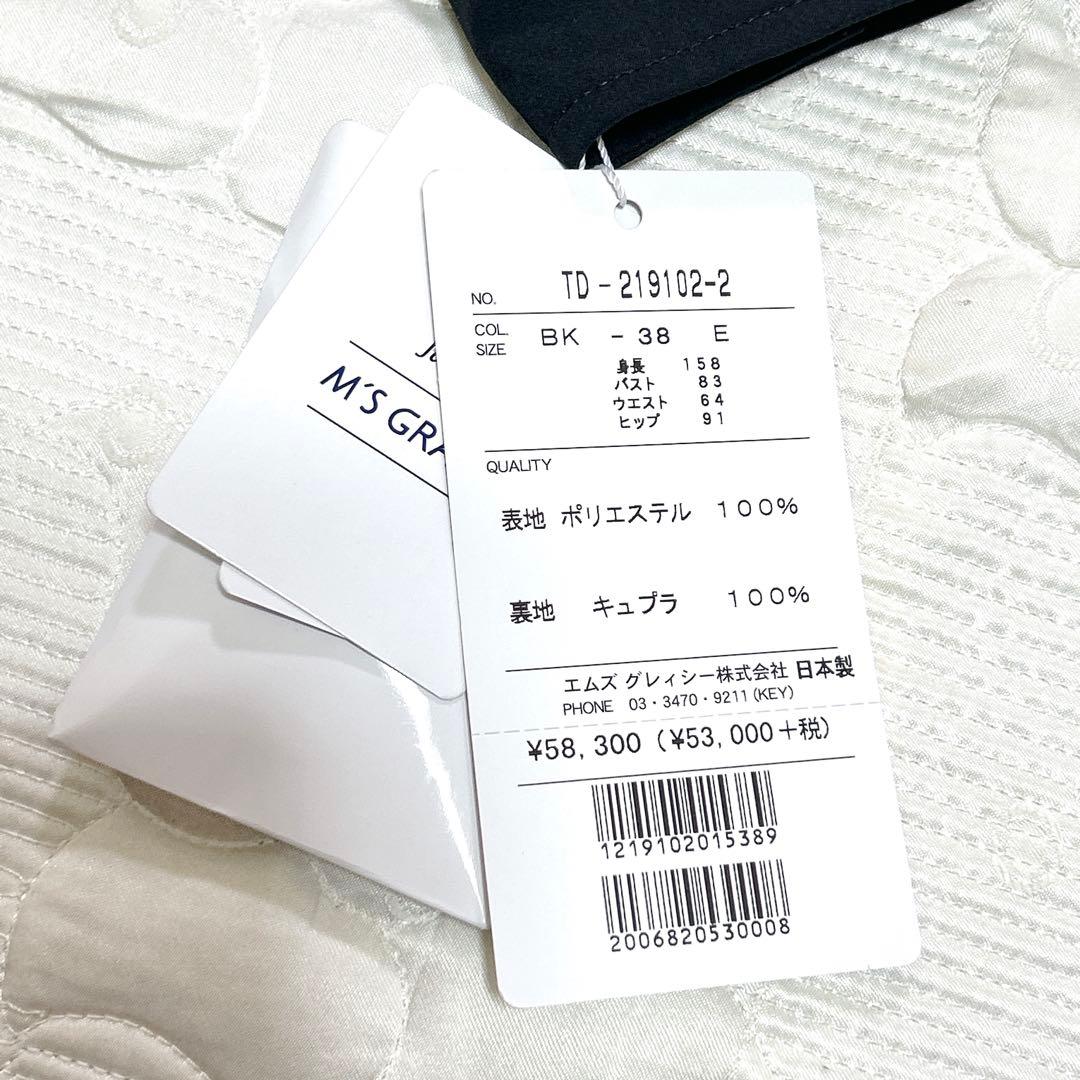 M'S GRA
NO. TD-219102-2
COL. SIZE BK - 38 E
身長 158
バスト 83
ウエスト 64
ヒップ 91
QUALITY
表地 ポリエステル 100%
裏地 キュプラ 100%
エムズ グレィシー株式会社 日本製
PHONE 03・3470・9211(KEY)
¥58,300(¥53,000+税)
1219102015389
2006820530008